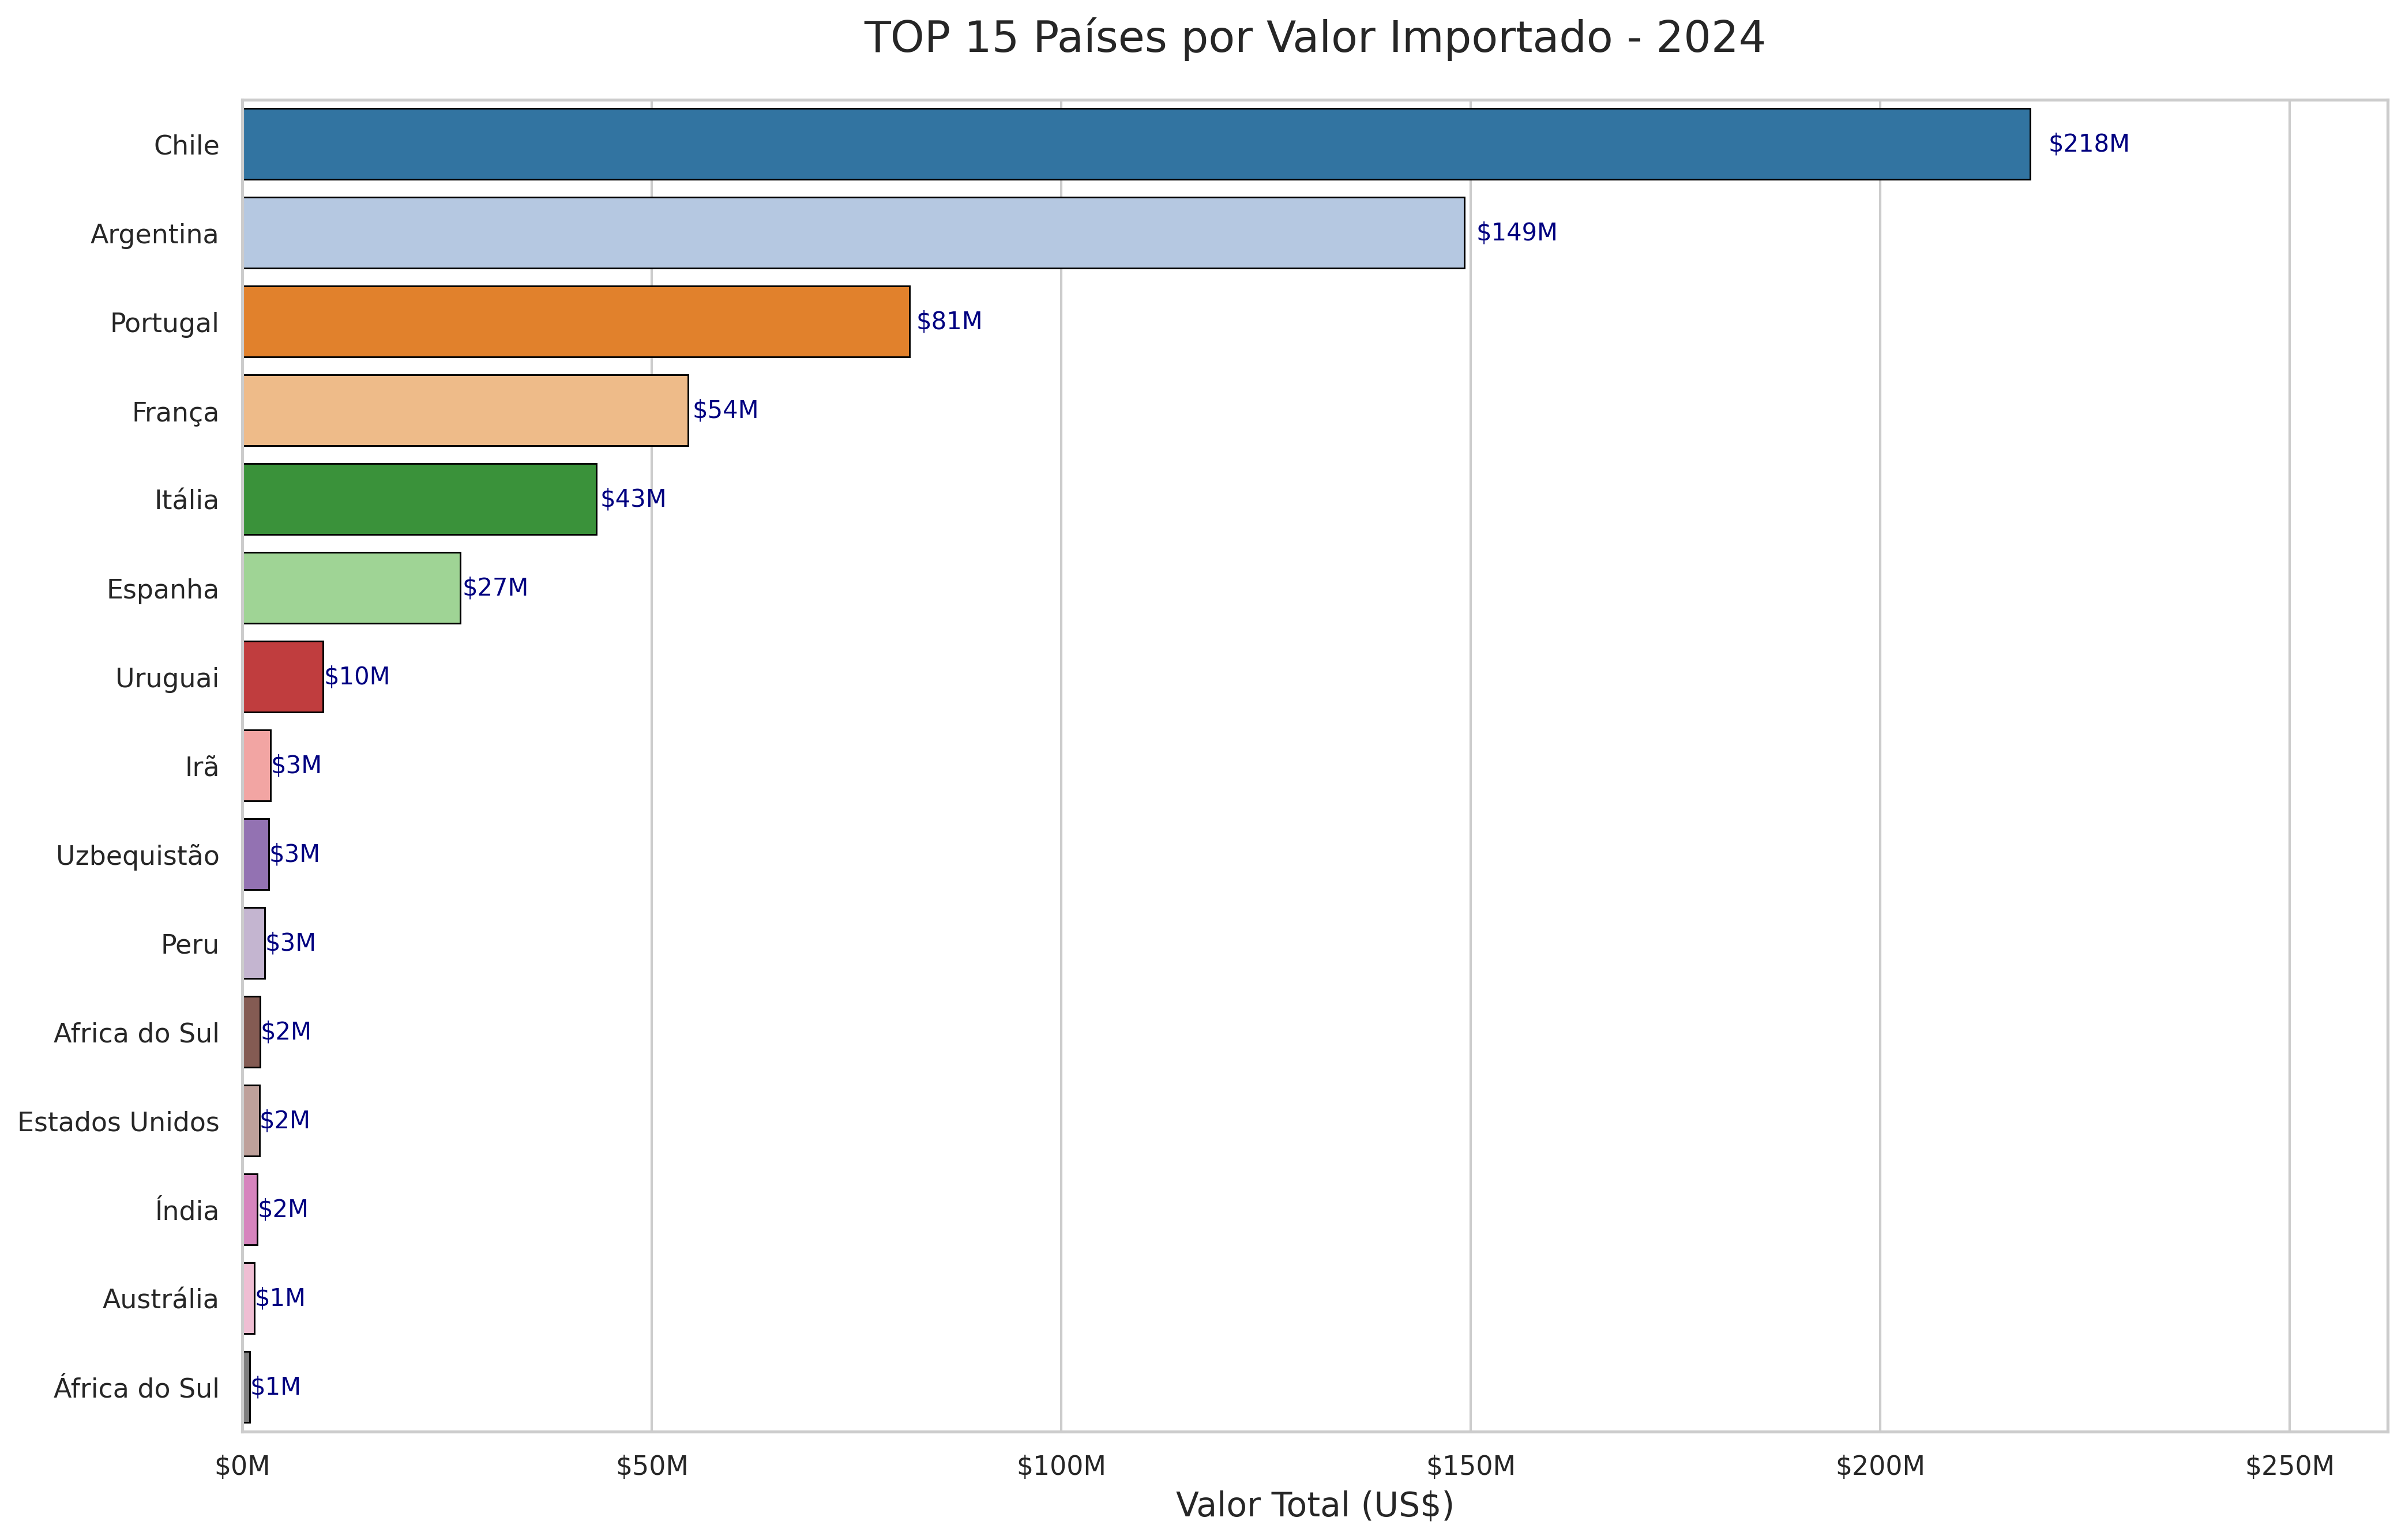 TOP 15 Países por Valor Importado - 2024
Chile $218M
Argentina $149M
Portugal $81M
França $54M
Itália $43M
Espanha $27M
Uruguai $10M
Irã $3M
Uzbequistão $3M
Peru $3M
Africa do Sul $2M
Estados Unidos $2M
Índia $2M
Austrália $1M
África do Sul $1M
$0M $50M $100M $150M $200M $250M
Valor Total (US$)